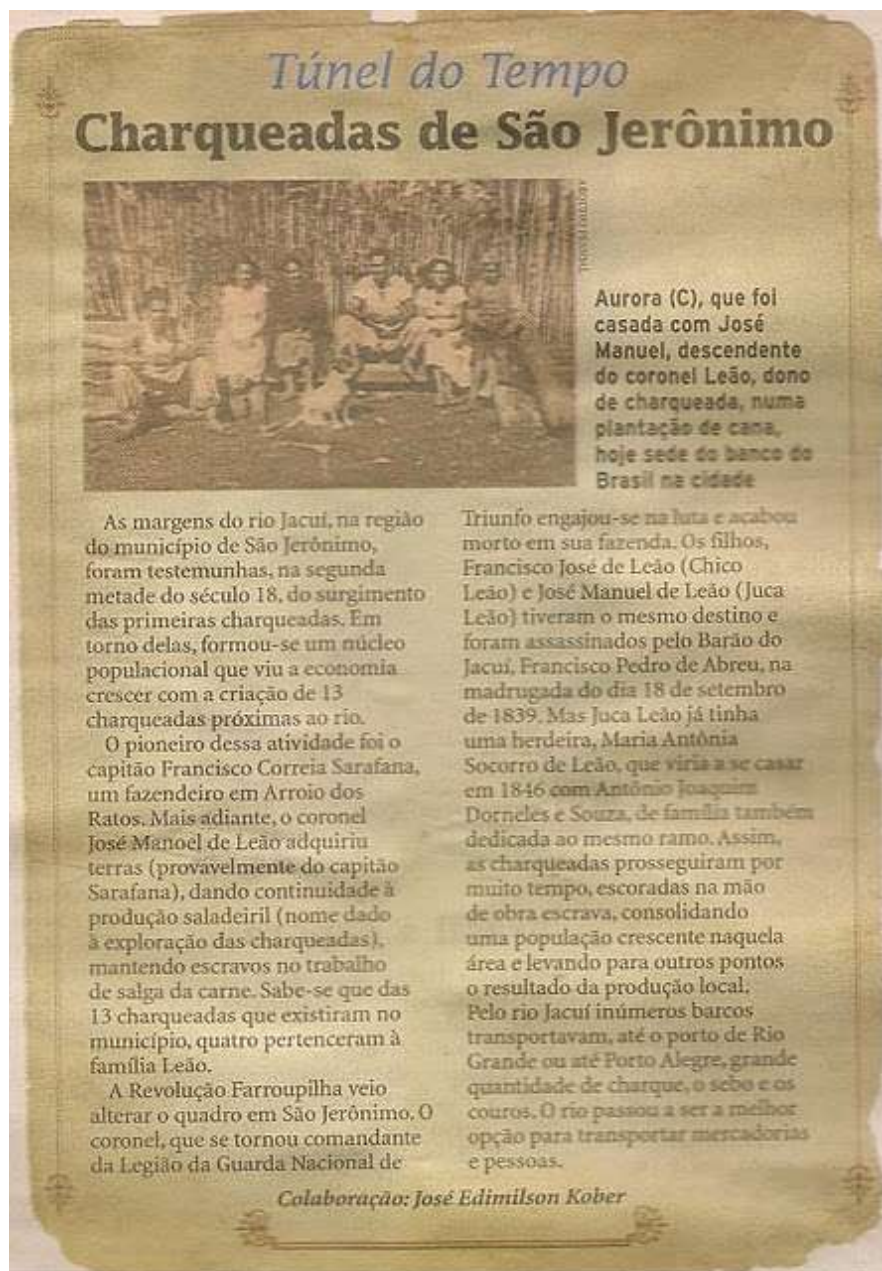 Túnel do Tempo
Charqueadas de São Jerônimo
Aurora (C), que foi
casada com José
Manuel, descendente
do coronel Leão, dono
de charqueada, numa
plantação de cana,
hoje sede do banco do
Brasil na cidade
As margens do rio Jacuí, na região
do município de São Jerônimo,
foram testemunhas, na segunda
metade do século 18, do surgimento
das primeiras charqueadas. Em
torno delas, formou-se um núcleo
populacional que viu a economia
crescer com a criação de 13
charqueadas próximas ao rio.
O pioneiro dessa atividade foi o
capitão Francisco Correia Sarafana,
um fazendeiro em Arroio dos
Ratos. Mais adiante, o coronel
José Manoel de Leão adquiriu
terras (provavelmente do capitão
Sarafana), dando continuidade à
produção saladeiril (nome dado
à exploração das charqueadas),
mantendo escravos no trabalho
de salga da carne. Sabe-se que das
13 charqueadas que existiram no
município, quatro pertenceram à
família Leão.
A Revolução Farroupilha veio
alterar o quadro em São Jerônimo. O
coronel, que se tornou comandante
da Legião da Guarda Nacional de
Triunfo engajou-se na luta e acabou
morto em sua fazenda. Os filhos,
Francisco José de Leão (Chico
Leão) e José Manuel de Leão (Juca
Leão) tiveram o mesmo destino e
foram assassinados pelo Barão do
Jacuí, Francisco Pedro de Abreu, na
madrugada do dia 18 de setembro
de 1839. Mas Juca Leão já tinha
uma herdeira, Maria Antônia
Socorro de Leão, que viria a se casar
em 1846 com Antônio Joaquim
Dorneles e Souza, de família também
dedicada ao mesmo ramo. Assim,
as charqueadas prosseguiram por
muito tempo, escoradas na mão
de obra escrava, consolidando
uma população crescente naquela
área e levando para outros pontos
o resultado da produção local.
Pelo rio Jacuí inúmeros barcos
transportavam, até o porto de Rio
Grande ou até Porto Alegre, grande
quantidade de charque, o sebo e os
couros. O rio passou a ser a melhor
opção para transportar mercadorias
e pessoas.
Colaboração: José Edimilson Kober